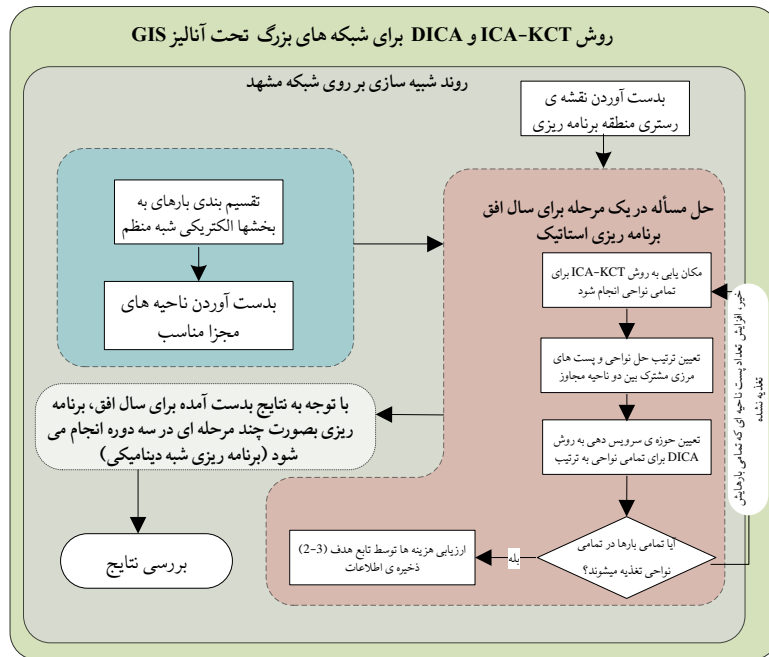 روش ICA-KCT و DICA برای شبکه های بزرگ تحت آنالیز GIS
روند شبیه سازی بر روی شبکه مشهد
بدست آوردن نقشه ی
رستری منطقه برنامه ریزی
تقسیم بندی بارهای به
بخشها الکتریکی شبه منظم
بدست آوردن ناحیه های
مجزا مناسب
حل مسأله در یک مرحله برای سال افق
برنامه ریزی استاتیک
مکان یابی به روش ICA-KCT برای
تمامی نواحی انجام شود
تعیین ترتیب حل نواحی و پست های
مرزی مشترک بین دو ناحیه مجاوز
تعیین حوزه ی سرویس دهی به روش
DICA برای تمامی نواحی به ترتیب
آیا تمامی بارها در تمامی
نواحی تغذیه میشوند؟
خیر، افزایش تعداد پست ناحیه ای که تمامی بارهایش
تغذیه نشده
بله
ارزیابی هزینه ها توسط تابع هدف (3-2)
ذخیره ی اطلاعات
با توجه به نتایج بدست آمده برای سال افق، برنامه
ریزی بصورت چند مرحله ای در سه دوره انجام می
شود (برنامه ریزی شبه دینامیکی)
بررسی نتایج